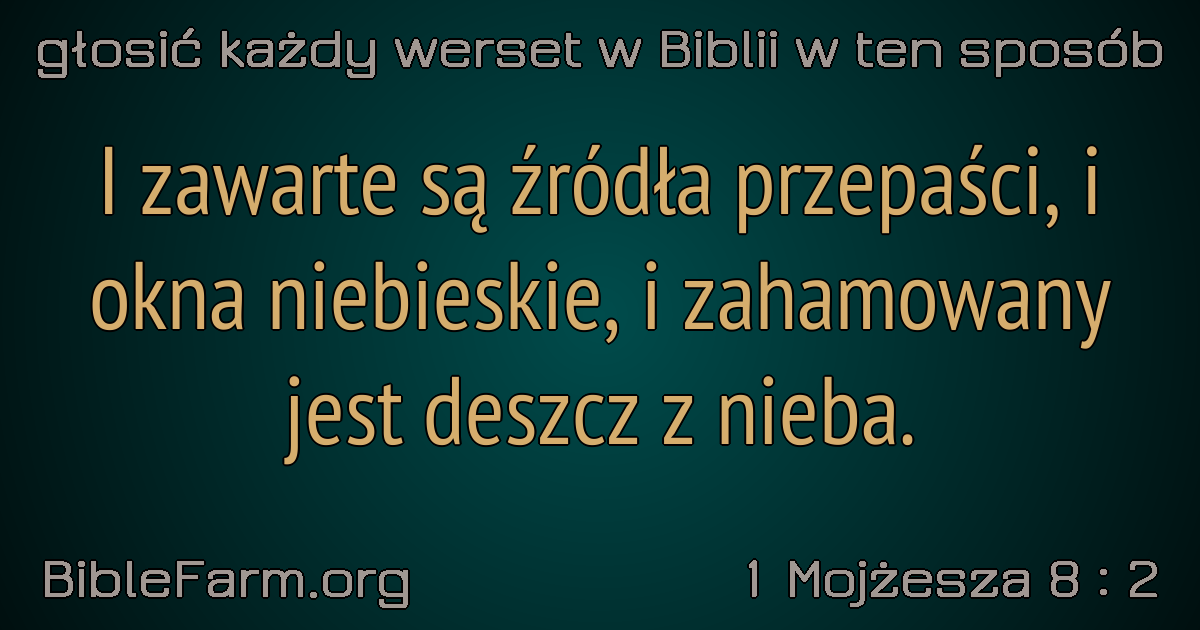 głosić każdy werset w Biblii w ten sposób
I zawarte są źródła przepaści, i
okna niebieskie, i zahamowany
jest deszcz z nieba.
BibleFarm.org
1 Mojżesza 8 : 2